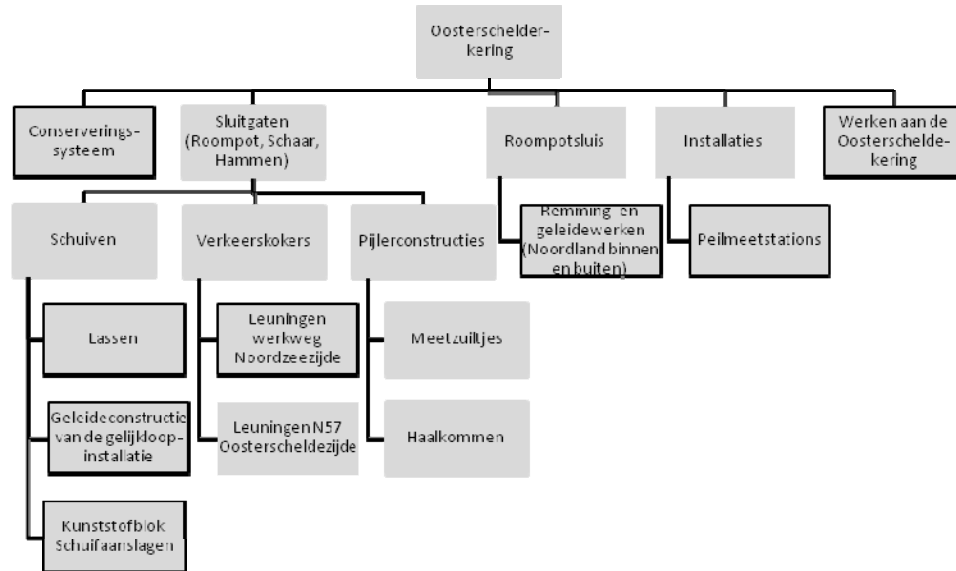 Oosterschelder-
kering
Conserverings-
systeem
Sluitgaten
(Roompot, Schaar,
Hammen)
Roompotsluis
Installaties
Werken aan de
Oosterschelde-
kering
Schuiven
Verkeerskokers
Pijlerconstructies
Remming- en
geleidewerken
(Noordland binnen
en buiten)
Peilmeetstations
Lassen
Leuningen
werkweg
Noordzeezijde
Meetzuiltjes
Geleideconstructie
van de gelijkloop-
installatie
Leuningen N57
Oosterscheldezijde
Haalkommen
Kunststofblok
Schuifaanslagen